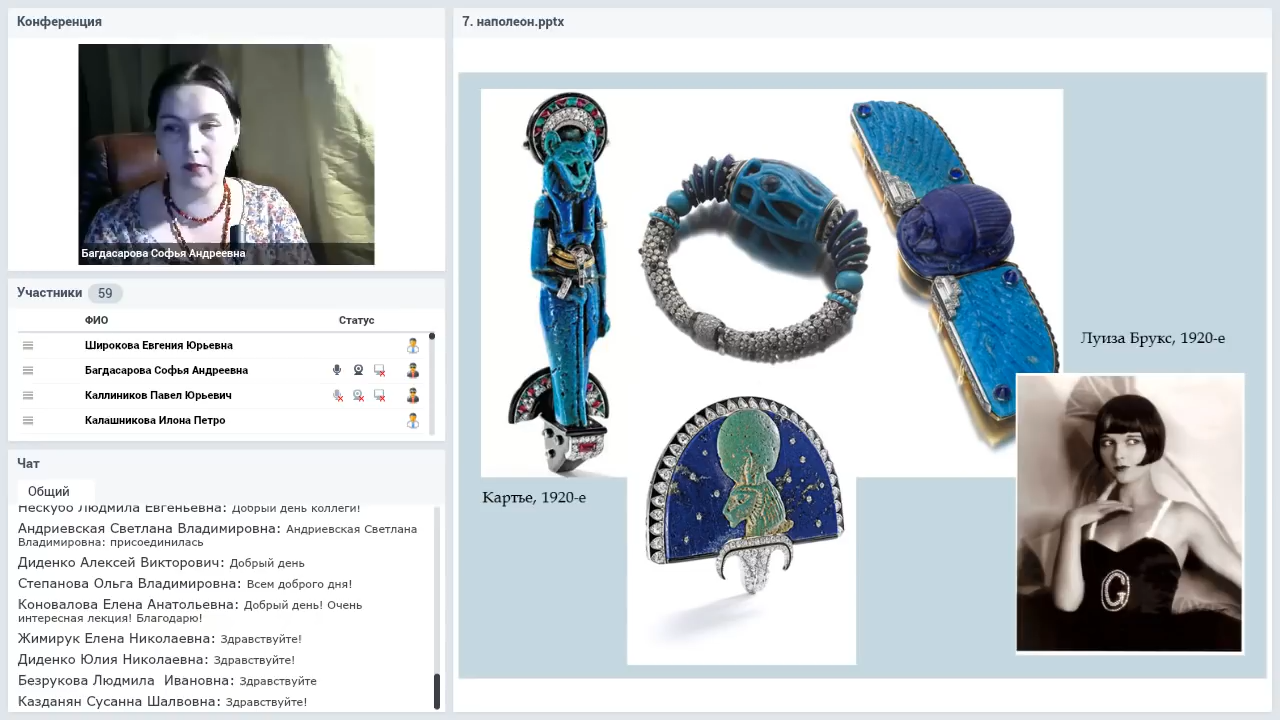 Конференция
Багдасарова Софья Андреевна
Участники 59
ФИО Статус
Широкова Евгения Юрьевна
Багдасарова Софья Андреевна
Каллиников Павел Юрьевич
Калашникова Илона Петро
Чат
Общий
Нескубо Людмила Евгеньевна: Добрый день коллеги!
Андриевская Светлана Владимировна: Андриевская Светлана
Владимировна: присоединилась
Диденко Алексей Викторович: Добрый день
Степанова Ольга Владимировна: Всем доброго дня!
Коновалова Елена Анатольевна: Добрый день! Очень
интересная лекция! Благодарю!
Жимирук Елена Николаевна: Здравствуйте!
Диденко Юлия Николаевна: Здравствуйте!
Безрукова Людмила Ивановна: Здравствуйте
Казданян Сусанна Шалвовна: Здравствуйте!
7. наполеон.pptx
Луиза Брукс, 1920-е
Картье, 1920-е
G